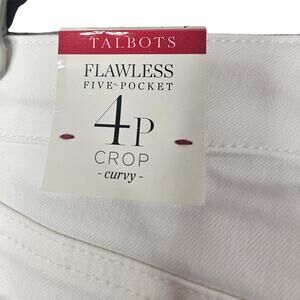 TALBOTS
FLAWLESS
FIVE-POCKET
4P
CROP
- curvy -